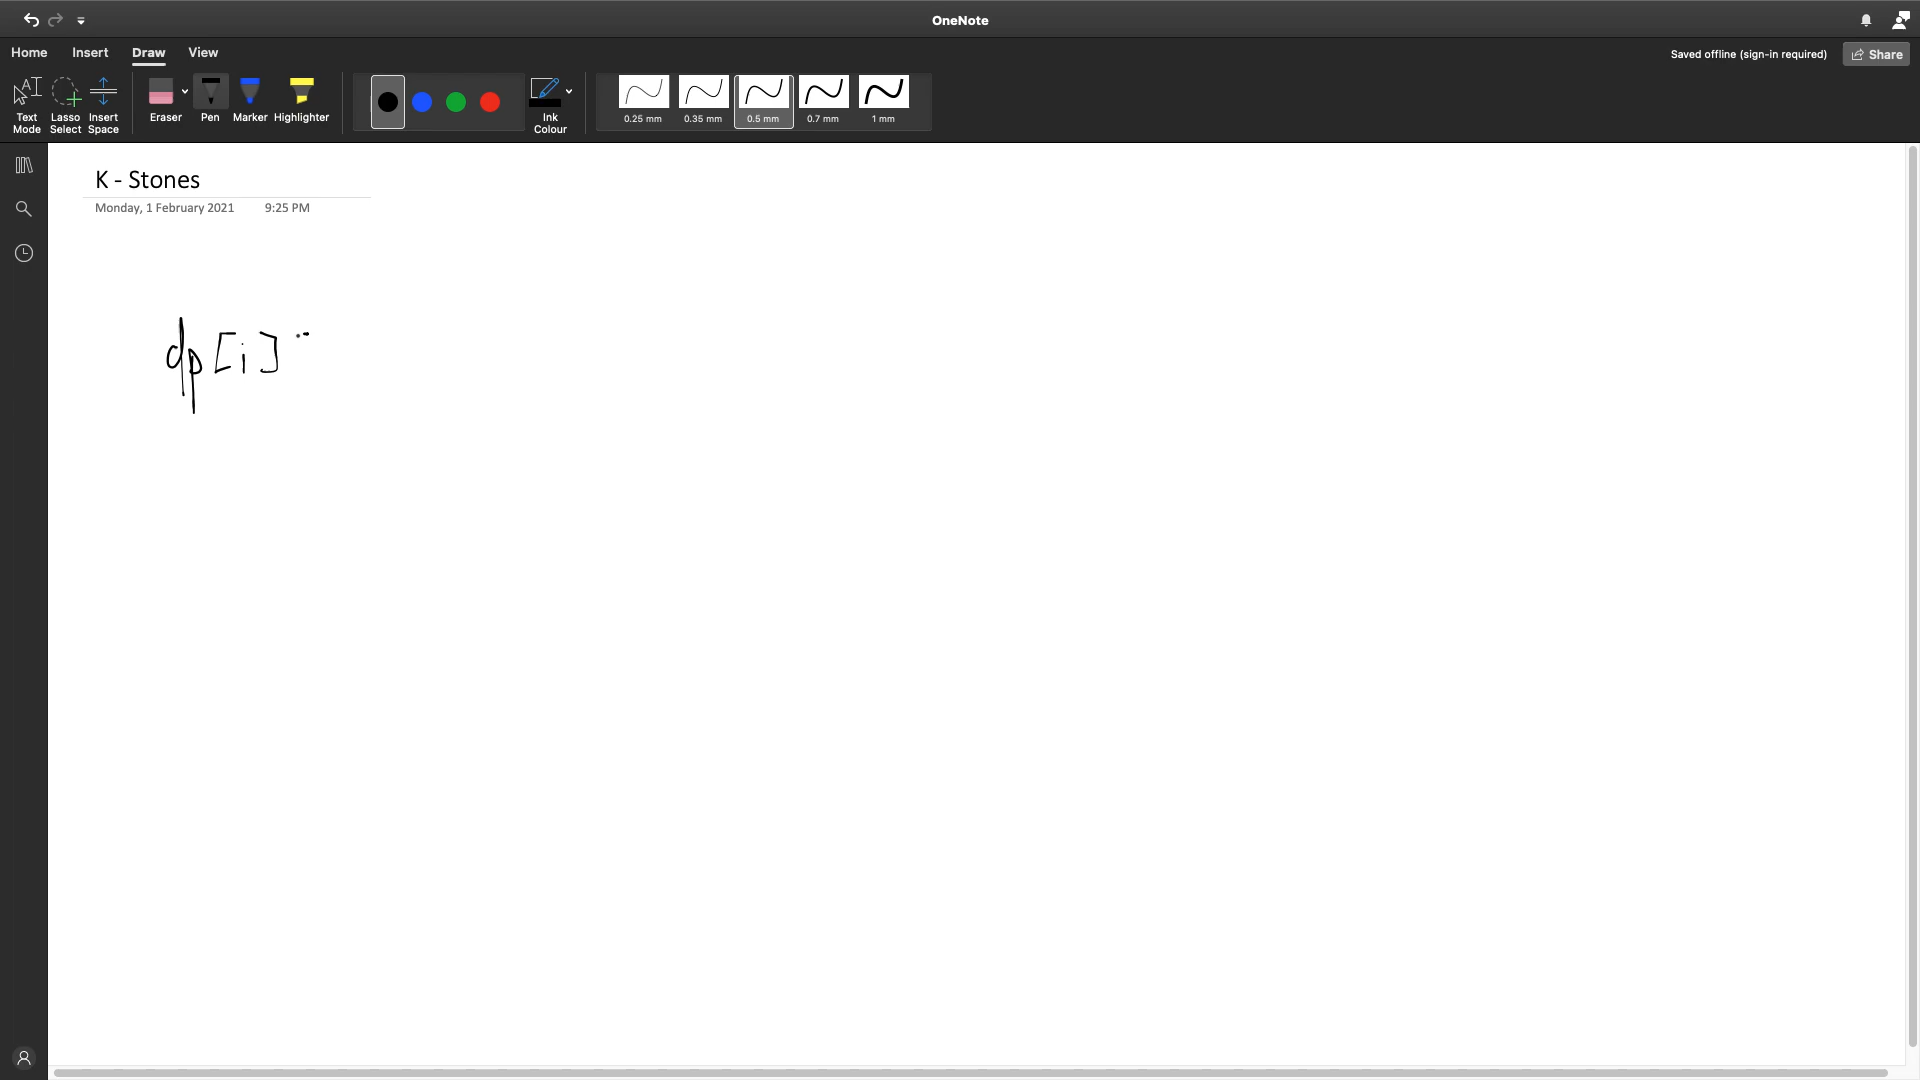 OneNote
Home Insert Draw View
Saved offline (sign-in required) Share
Text Mode Lasso Select Insert Space Eraser Pen Marker Highlighter Ink Colour 0.25 mm 0.35 mm 0.5 mm 0.7 mm 1 mm
K - Stones
Monday, 1 February 2021 9:25 PM
dp[i]